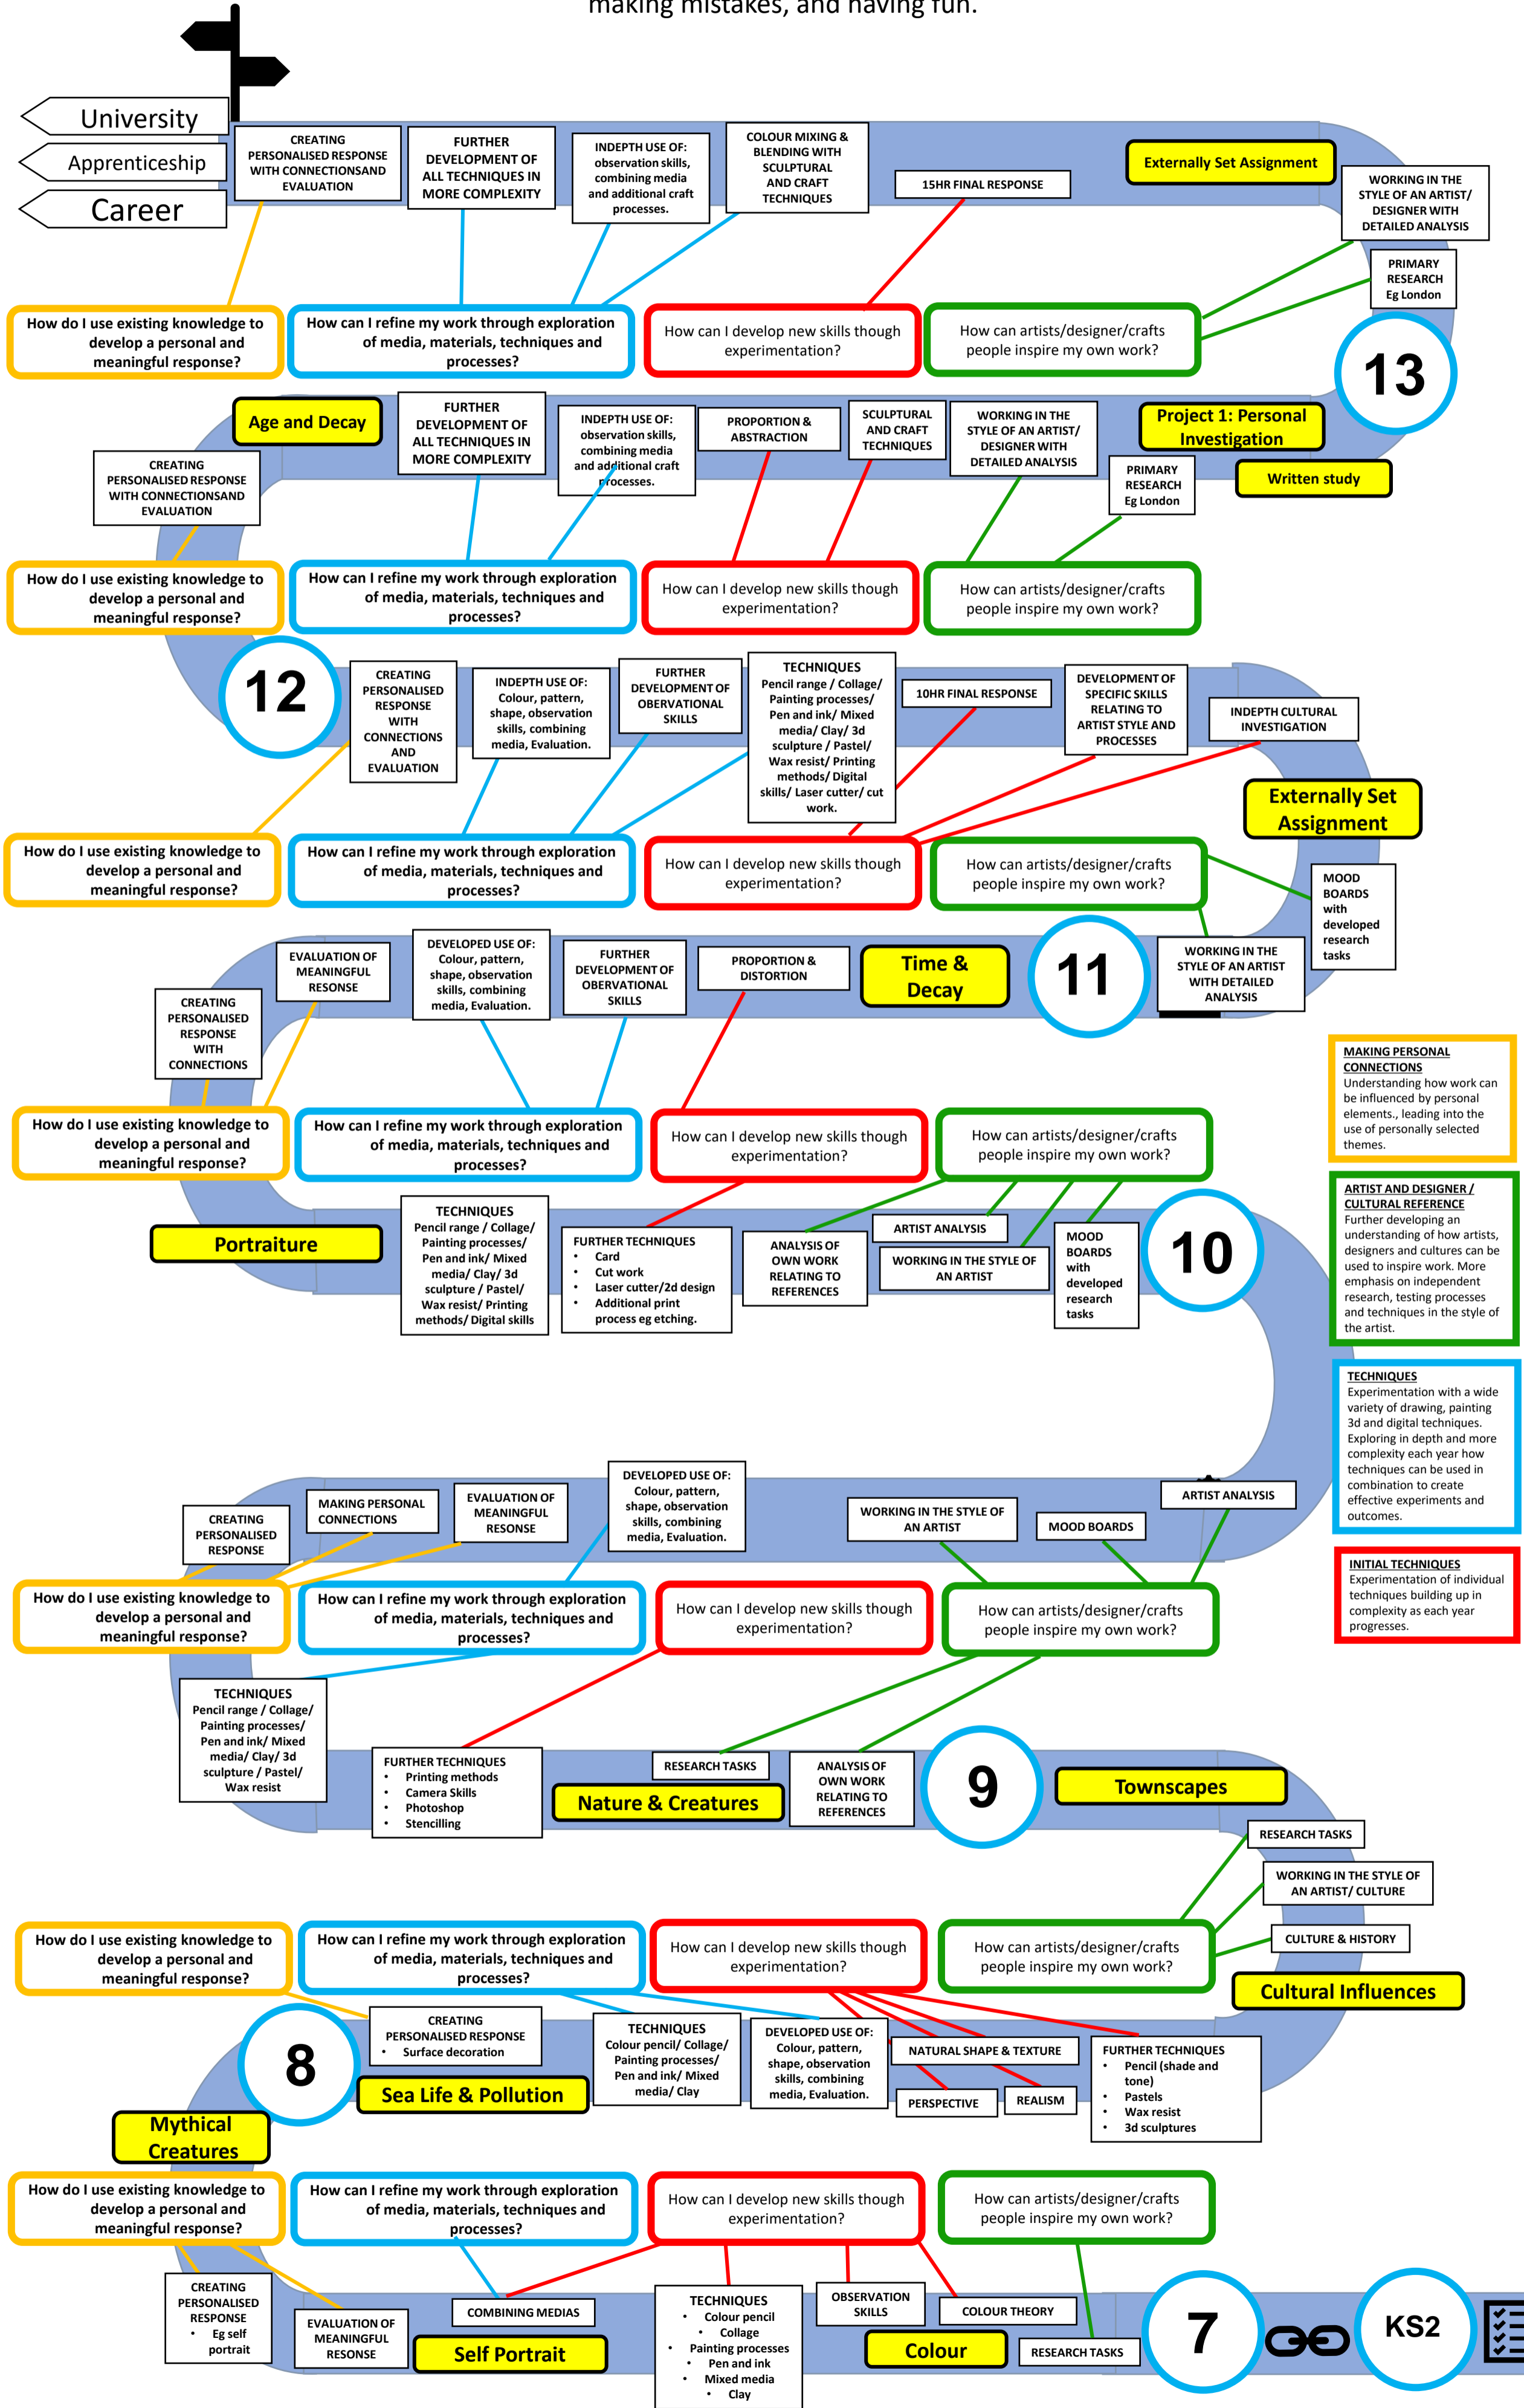 making mistakes, and having fun.
University
Apprenticeship
Career
CREATING
PERSONALISED RESPONSE
WITH CONNECTIONSAND
EVALUATION
FURTHER
DEVELOPMENT OF
ALL TECHNIQUES IN
MORE COMPLEXITY
INDEPTH USE OF:
observation skills,
combining media
and additional craft
processes.
COLOUR MIXING &
BLENDING WITH
SCULPTURAL
AND CRAFT
TECHNIQUES
15HR FINAL RESPONSE
Externally Set Assignment
WORKING IN THE
STYLE OF AN ARTIST/
DESIGNER WITH
DETAILED ANALYSIS
PRIMARY
RESEARCH
Eg London
How do I use existing knowledge to
develop a personal and
meaningful response?
How can I refine my work through exploration
of media, materials, techniques and
processes?
How can I develop new skills though
experimentation?
How can artists/designer/crafts
people inspire my own work?
13
Age and Decay
FURTHER
DEVELOPMENT OF
ALL TECHNIQUES IN
MORE COMPLEXITY
INDEPTH USE OF:
observation skills,
combining media
and additional craft
processes.
PROPORTION &
ABSTRACTION
SCULPTURAL
AND CRAFT
TECHNIQUES
WORKING IN THE
STYLE OF AN ARTIST/
DESIGNER WITH
DETAILED ANALYSIS
Project 1: Personal
Investigation
PRIMARY
RESEARCH
Eg London
Written study
CREATING
PERSONALISED RESPONSE
WITH CONNECTIONSAND
EVALUATION
How do I use existing knowledge to
develop a personal and
meaningful response?
How can I refine my work through exploration
of media, materials, techniques and
processes?
How can I develop new skills though
experimentation?
How can artists/designer/crafts
people inspire my own work?
12
CREATING
PERSONALISED
RESPONSE
WITH
CONNECTIONS
AND
EVALUATION
INDEPTH USE OF:
Colour, pattern,
shape, observation
skills, combining
media, Evaluation.
FURTHER
DEVELOPMENT OF
OBERVATIONAL
SKILLS
TECHNIQUES
Pencil range / Collage/
Painting processes/
Pen and ink/ Mixed
media/ Clay/ 3d
sculpture / Pastel/
Wax resist/ Printing
methods/ Digital
skills/ Laser cutter/ cut
work.
10HR FINAL RESPONSE
DEVELOPMENT OF
SPECIFIC SKILLS
RELATING TO
ARTIST STYLE AND
PROCESSES
INDEPTH CULTURAL
INVESTIGATION
Externally Set
Assignment
How do I use existing knowledge to
develop a personal and
meaningful response?
How can I refine my work through exploration
of media, materials, techniques and
processes?
How can I develop new skills though
experimentation?
How can artists/designer/crafts
people inspire my own work?
MOOD
BOARDS
with
developed
research
tasks
CREATING
PERSONALISED
RESPONSE
WITH
CONNECTIONS
EVALUATION OF
MEANINGFUL
RESONSE
DEVELOPED USE OF:
Colour, pattern,
shape, observation
skills, combining
media, Evaluation.
FURTHER
DEVELOPMENT OF
OBERVATIONAL
SKILLS
PROPORTION &
DISTORTION
Time &
Decay
11
WORKING IN THE
STYLE OF AN ARTIST
WITH DETAILED
ANALYSIS
MAKING PERSONAL
CONNECTIONS
Understanding how work can
be influenced by personal
elements., leading into the
use of personally selected
themes.
How do I use existing knowledge to
develop a personal and
meaningful response?
How can I refine my work through exploration
of media, materials, techniques and
processes?
How can I develop new skills though
experimentation?
How can artists/designer/crafts
people inspire my own work?
ARTIST AND DESIGNER /
CULTURAL REFERENCE
Further developing an
understanding of how artists,
designers and cultures can be
used to inspire work. More
emphasis on independent
research, testing processes
and techniques in the style of
the artist.
Portraiture
TECHNIQUES
Pencil range / Collage/
Painting processes/
Pen and ink/ Mixed
media/ Clay/ 3d
sculpture / Pastel/
Wax resist/ Printing
methods/ Digital skills
FURTHER TECHNIQUES
• Card
• Cut work
• Laser cutter/2d design
• Additional print
process eg etching.
ANALYSIS OF
OWN WORK
RELATING TO
REFERENCES
ARTIST ANALYSIS
WORKING IN THE STYLE OF
AN ARTIST
MOOD
BOARDS
with
developed
research
tasks
10
TECHNIQUES
Experimentation with a wide
variety of drawing, painting
3d and digital techniques.
Exploring in depth and more
complexity each year how
techniques can be used in
combination to create
effective experiments and
outcomes.
INITIAL TECHNIQUES
Experimentation of individual
techniques building up in
complexity as each year
progresses.
CREATING
PERSONALISED
RESPONSE
MAKING PERSONAL
CONNECTIONS
EVALUATION OF
MEANINGFUL
RESONSE
DEVELOPED USE OF:
Colour, pattern,
shape, observation
skills, combining
media, Evaluation.
WORKING IN THE STYLE OF
AN ARTIST
MOOD BOARDS
ARTIST ANALYSIS
How do I use existing knowledge to
develop a personal and
meaningful response?
How can I refine my work through exploration
of media, materials, techniques and
processes?
How can I develop new skills though
experimentation?
How can artists/designer/crafts
people inspire my own work?
TECHNIQUES
Pencil range / Collage/
Painting processes/
Pen and ink/ Mixed
media/ Clay/ 3d
sculpture / Pastel/
Wax resist
FURTHER TECHNIQUES
• Printing methods
• Camera Skills
• Photoshop
• Stencilling
RESEARCH TASKS
Nature & Creatures
ANALYSIS OF
OWN WORK
RELATING TO
REFERENCES
9
Townscapes
RESEARCH TASKS
WORKING IN THE STYLE OF
AN ARTIST/ CULTURE
CULTURE & HISTORY
Cultural Influences
How do I use existing knowledge to
develop a personal and
meaningful response?
How can I refine my work through exploration
of media, materials, techniques and
processes?
How can I develop new skills though
experimentation?
How can artists/designer/crafts
people inspire my own work?
8
CREATING
PERSONALISED RESPONSE
• Surface decoration
Sea Life & Pollution
TECHNIQUES
Colour pencil/ Collage/
Painting processes/
Pen and ink/ Mixed
media/ Clay
DEVELOPED USE OF:
Colour, pattern,
shape, observation
skills, combining
media, Evaluation.
NATURAL SHAPE & TEXTURE
PERSPECTIVE
REALISM
FURTHER TECHNIQUES
• Pencil (shade and
tone)
• Pastels
• Wax resist
• 3d sculptures
Mythical
Creatures
How do I use existing knowledge to
develop a personal and
meaningful response?
How can I refine my work through exploration
of media, materials, techniques and
processes?
How can I develop new skills though
experimentation?
How can artists/designer/crafts
people inspire my own work?
CREATING
PERSONALISED
RESPONSE
• Eg self
portrait
EVALUATION OF
MEANINGFUL
RESONSE
COMBINING MEDIAS
Self Portrait
TECHNIQUES
• Colour pencil
• Collage
• Painting processes
• Pen and ink
• Mixed media
• Clay
OBSERVATION
SKILLS
COLOUR THEORY
Colour
RESEARCH TASKS
7
KS2